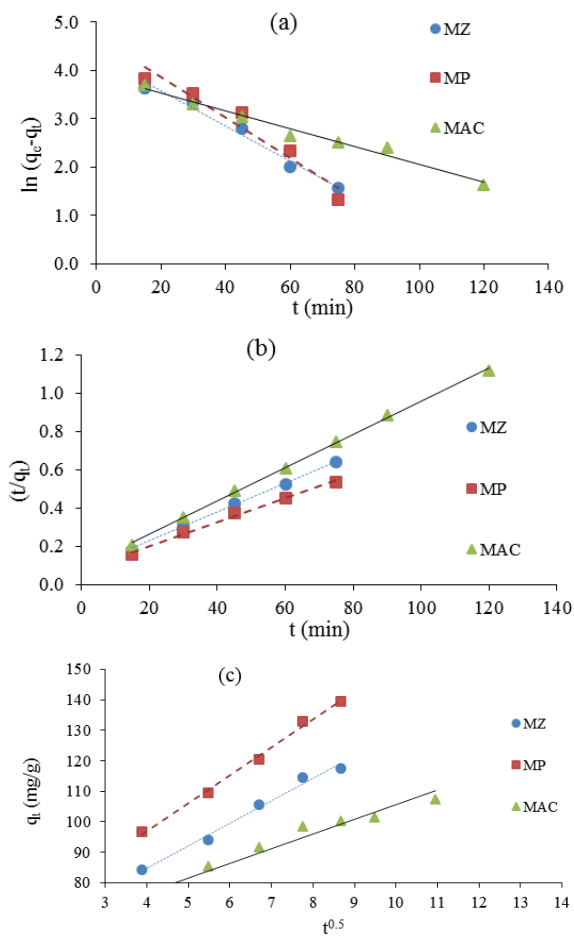 (a)
MZ
MP
MAC
ln (qe-qt)
5.0
4.0
3.0
2.0
1.0
0.0
0 20 40 60 80 100 120 140
t (min)
(b)
MZ
MP
MAC
(t/qt)
1.2
1.0
0.8
0.6
0.4
0.2
0.0
0 20 40 60 80 100 120 140
t (min)
(c)
MZ
MP
MAC
qt (mg/g)
150
140
130
120
110
100
90
80
3 4 5 6 7 8 9 10 11 12 13 14
t0.5